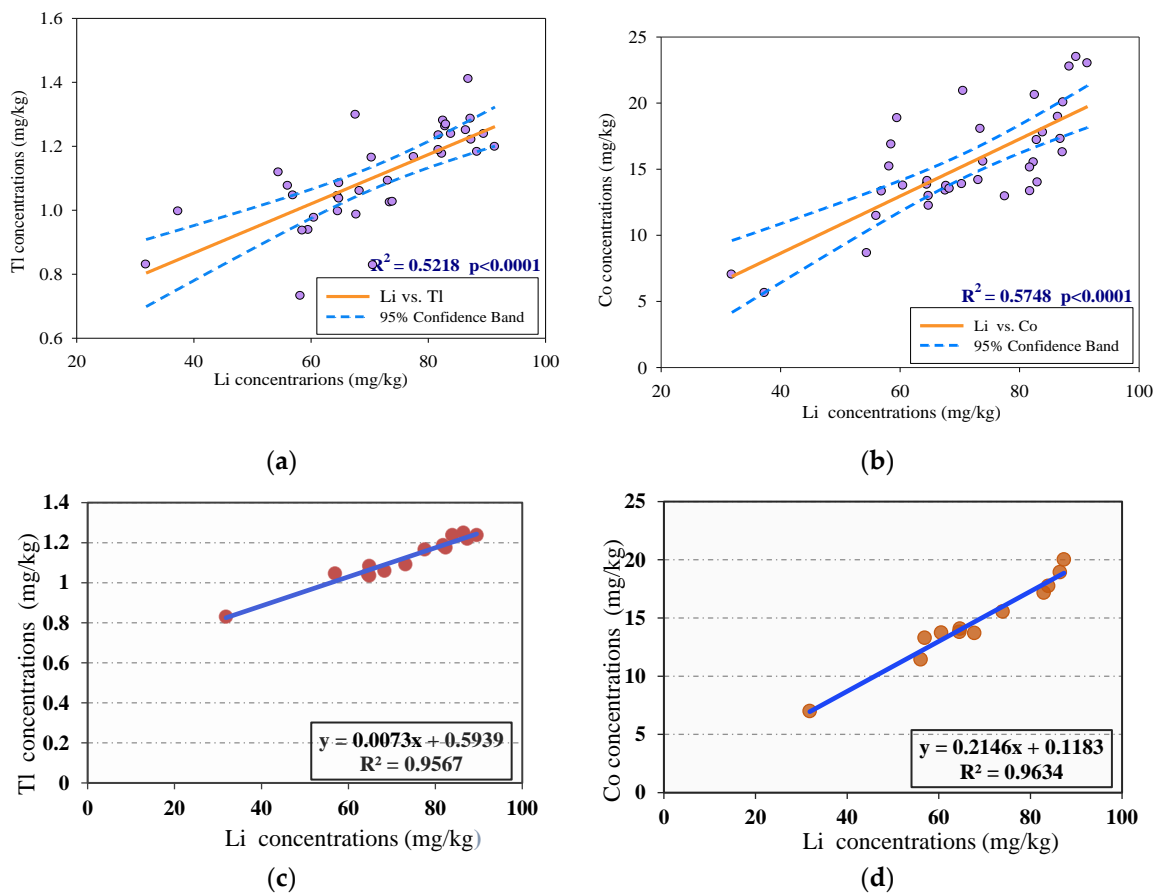 1.6
1.4
1.2
1.0
0.8
0.6
Tl concentrations (mg/kg)
R² = 0.5218 p<0.0001
Li vs. Tl
95% Confidence Band
20 40 60 80 100
Li concentrarions (mg/kg)
(a)
25
20
15
10
5
0
Co concentrations (mg/kg)
R² = 0.5748 p<0.0001
Li vs. Co
95% Confidence Band
20 40 60 80 100
Li concentrations (mg/kg)
(b)
1.4
1.2
1
0.8
0.6
0.4
0.2
0
Tl concentrations (mg/kg)
y = 0.0073x + 0.5939
R² = 0.9567
0 20 40 60 80 100
Li concentrations (mg/kg)
(c)
25
20
15
10
5
0
Co concentrations (mg/kg)
y = 0.2146x + 0.1183
R² = 0.9634
0 20 40 60 80 100
Li concentrations (mg/kg)
(d)